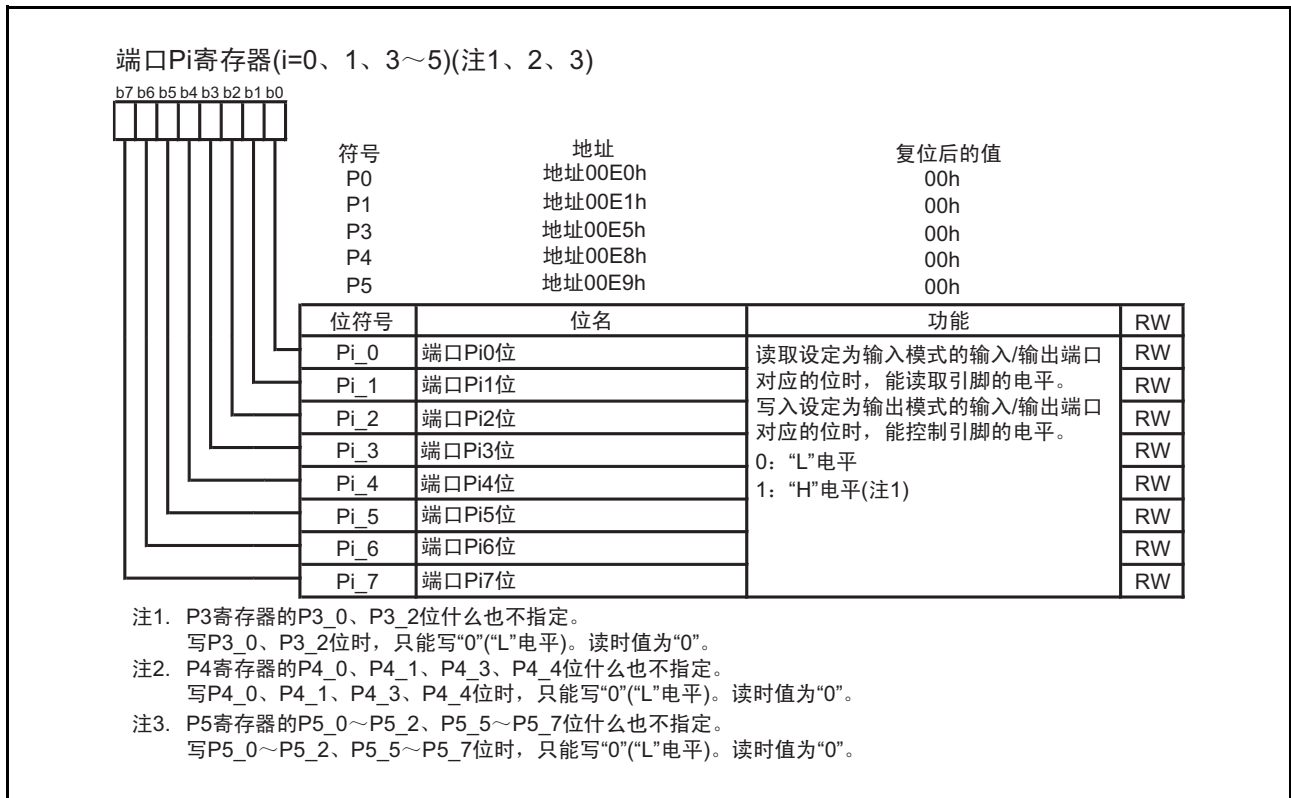 端口Pi寄存器(i=0、1、3～5)(注1、2、3)
b7 b6 b5 b4 b3 b2 b1 b0
符号 地址 复位后的值
P0 地址00E0h 00h
P1 地址00E1h 00h
P3 地址00E5h 00h
P4 地址00E8h 00h
P5 地址00E9h 00h
位符号 位名 功能 RW
Pi_0 端口Pi0位 读取设定为输入模式的输入/输出端口 RW
Pi_1 端口Pi1位 对应的位时，能读取引脚的电平。 RW
Pi_2 端口Pi2位 写入设定为输出模式的输入/输出端口 RW
对应的位时，能控制引脚的电平。
Pi_3 端口Pi3位 0：“L”电平 RW
Pi_4 端口Pi4位 1：“H”电平(注1) RW
Pi_5 端口Pi5位 RW
Pi_6 端口Pi6位 RW
Pi_7 端口Pi7位 RW
注1. P3寄存器的P3_0、P3_2位什么也不指定。
写P3_0、P3_2位时，只能写“0”(“L”电平)。读时值为“0”。
注2. P4寄存器的P4_0、P4_1、P4_3、P4_4位什么也不指定。
写P4_0、P4_1、P4_3、P4_4位时，只能写“0”(“L”电平)。读时值为“0”。
注3. P5寄存器的P5_0～P5_2、P5_5～P5_7位什么也不指定。
写P5_0～P5_2、P5_5～P5_7位时，只能写“0”(“L”电平)。读时值为“0”。